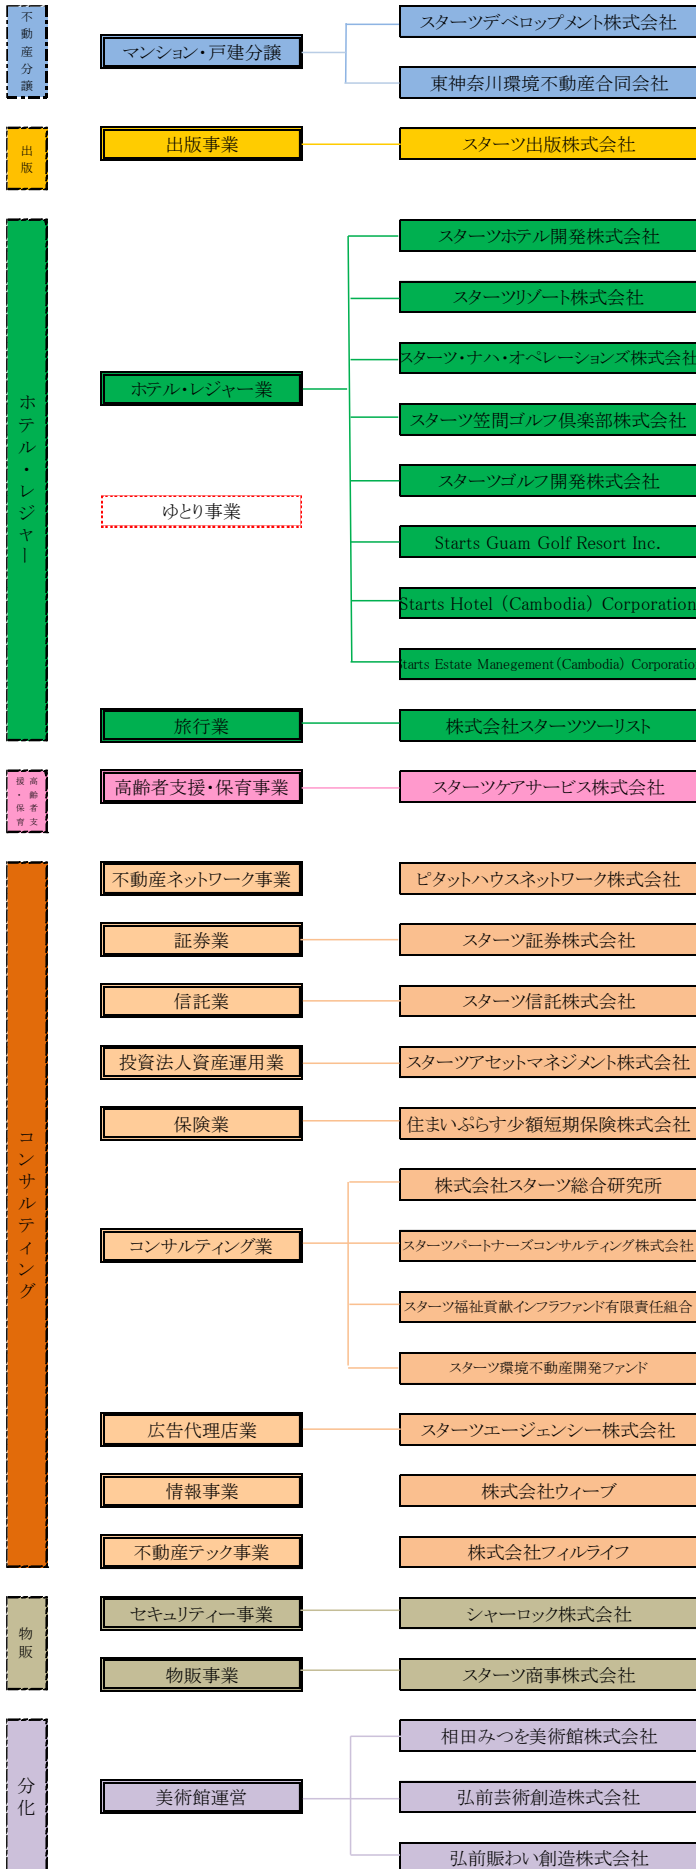 不動産分譲
マンション・戸建分譲
スターツデベロップメント株式会社
東神奈川環境不動産合同会社
出版
出版事業
スターツ出版株式会社
ホテル・レジャー
ホテル・レジャー業
スターツホテル開発株式会社
スターツリゾート株式会社
スターツ・ナハ・オペレーションズ株式会社
スターツ笠間ゴルフ倶楽部株式会社
スターツゴルフ開発株式会社
Starts Guam Golf Resort Inc.
Starts Hotel (Cambodia) Corporation
Starts Estate Manegement(Cambodia) Corporation
ゆとり事業
旅行業
株式会社スターツツーリスト
高齢者支援・保育
高齢者支援・保育事業
スターツケアサービス株式会社
コンサルティング
不動産ネットワーク事業
ピタットハウスネットワーク株式会社
証券業
スターツ証券株式会社
信託業
スターツ信託株式会社
投資法人資産運用業
スターツアセットマネジメント株式会社
保険業
住まいぷらす少額短期保険株式会社
コンサルティング業
株式会社スターツ総合研究所
スターツパートナーズコンサルティング株式会社
スターツ福祉貢献インフラファンド有限責任組合
スターツ環境不動産開発ファンド
広告代理店業
スターツエージェンシー株式会社
情報事業
株式会社ウィーブ
不動産テック事業
株式会社フィルライフ
物販
セキュリティー事業
シャーロック株式会社
物販事業
スターツ商事株式会社
分化
美術館運営
相田みつを美術館株式会社
弘前芸術創造株式会社
弘前賑わい創造株式会社